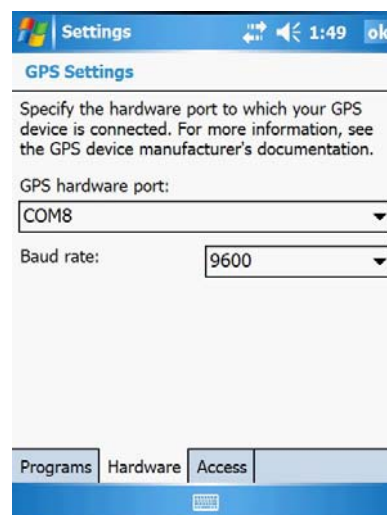 Settings 1:49 ok
GPS Settings
Specify the hardware port to which your GPS
device is connected. For more information, see
the GPS device manufacturer's documentation.
GPS hardware port:
COM8
Baud rate: 9600
Programs Hardware Access